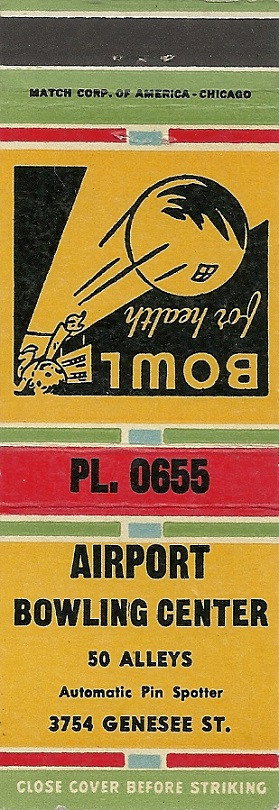 MATCH CORP. OF AMERICA - CHICAGO
BOWL
for health
PL. 0655
AIRPORT
BOWLING CENTER
50 ALLEYS
Automatic Pin Spotter
3754 GENESEE ST.
CLOSE COVER BEFORE STRIKING